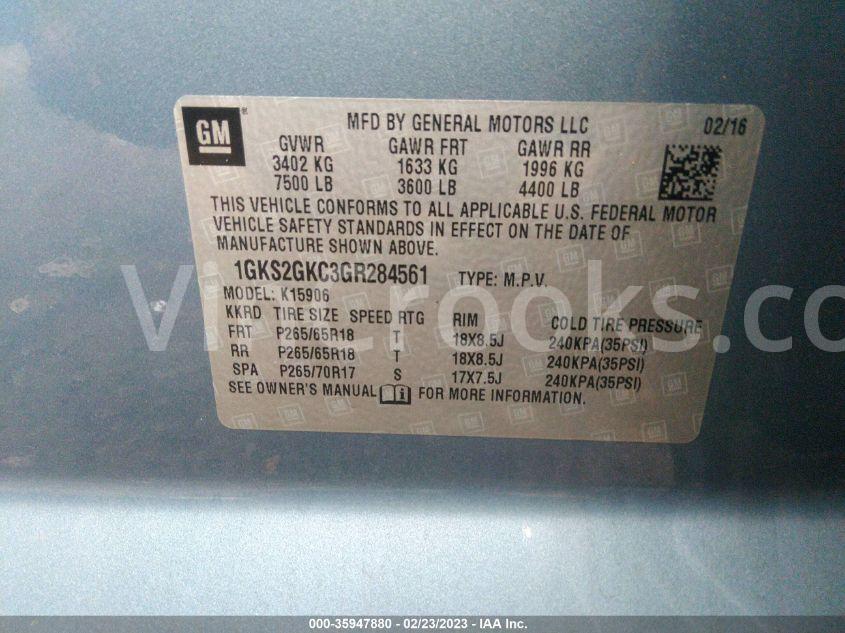 GM
MFD BY GENERAL MOTORS LLC 02/16
GVWR GAWR FRT GAWR RR
3402 KG 1633 KG 1996 KG
7500 LB 3600 LB 4400 LB
THIS VEHICLE CONFORMS TO ALL APPLICABLE U.S. FEDERAL MOTOR
VEHICLE SAFETY STANDARDS IN EFFECT ON THE DATE OF
MANUFACTURE SHOWN ABOVE.
1GKS2GKC3GR284561 TYPE: M.P.V.
MODEL: K15906
KKRD TIRE SIZE SPEED RTG RIM COLD TIRE PRESSURE
FRT P265/65R18 T 18X8.5J 240KPA(35PSI)
RR P265/65R18 T 18X8.5J 240KPA(35PSI)
SPA P265/70R17 S 17X7.5J 240KPA(35PSI)
SEE OWNER'S MANUAL FOR MORE INFORMATION.
000-35947880 - 02/23/2023 - IAA Inc.